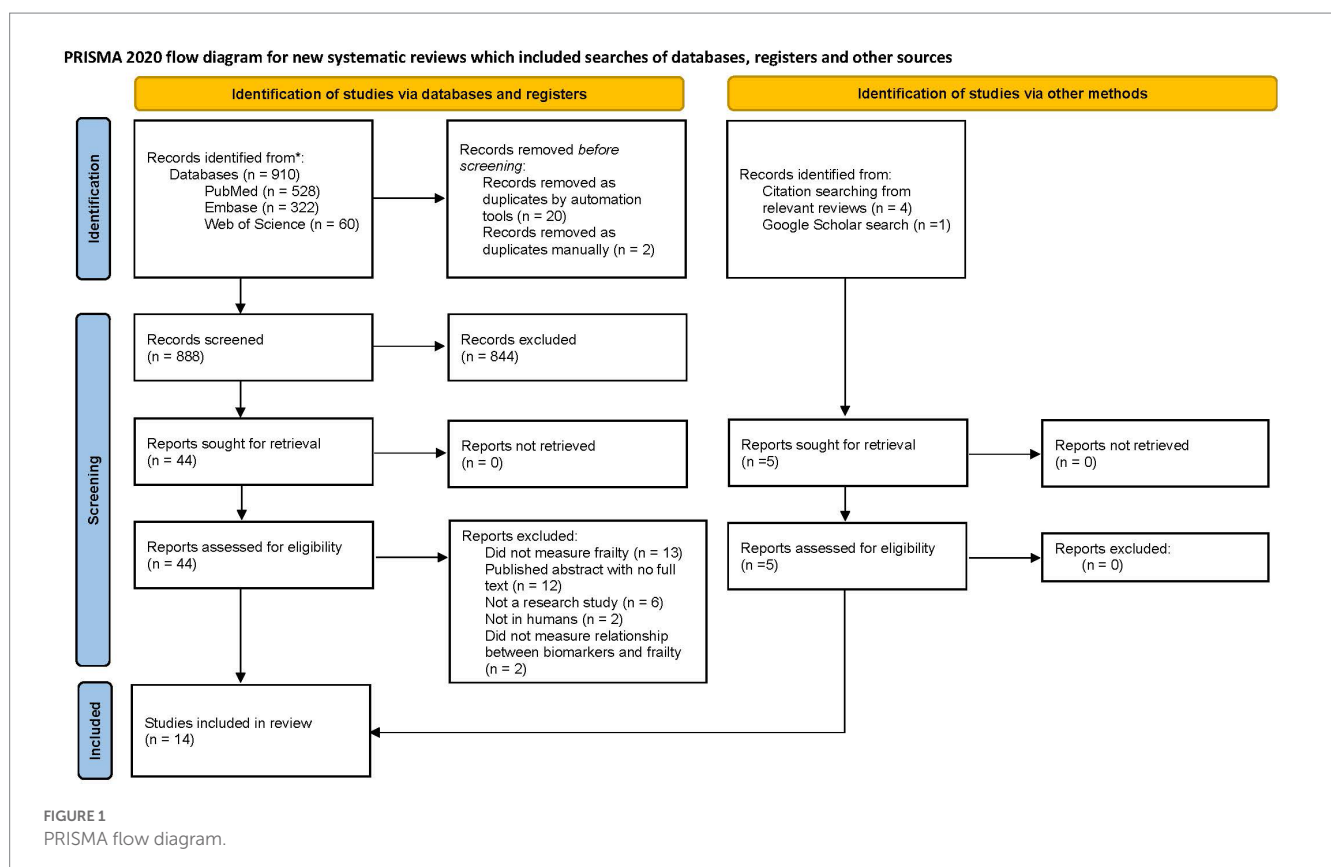 PRISMA 2020 flow diagram for new systematic reviews which included searches of databases, registers and other sources
Identification of studies via databases and registers
Identification of studies via other methods
Identification
Records identified from*:
Databases (n = 910)
PubMed (n = 528)
Embase (n = 322)
Web of Science (n = 60)
Records removed before
screening:
Records removed as
duplicates by automation
tools (n = 20)
Records removed as
duplicates manually (n = 2)
Records identified from:
Citation searching from
relevant reviews (n = 4)
Google Scholar search (n =1)
Screening
Records screened
(n = 888)
Records excluded
(n = 844)
Reports sought for retrieval
(n = 44)
Reports not retrieved
(n = 0)
Reports sought for retrieval
(n =5)
Reports not retrieved
(n = 0)
Reports assessed for eligibility
(n = 44)
Reports excluded:
Did not measure frailty (n = 13)
Published abstract with no full
text (n = 12)
Not a research study (n = 6)
Not in humans (n = 2)
Did not measure relationship
between biomarkers and frailty
(n = 2)
Reports assessed for eligibility
(n =5)
Reports excluded:
(n = 0)
Included
Studies included in review
(n = 14)
FIGURE 1
PRISMA flow diagram.